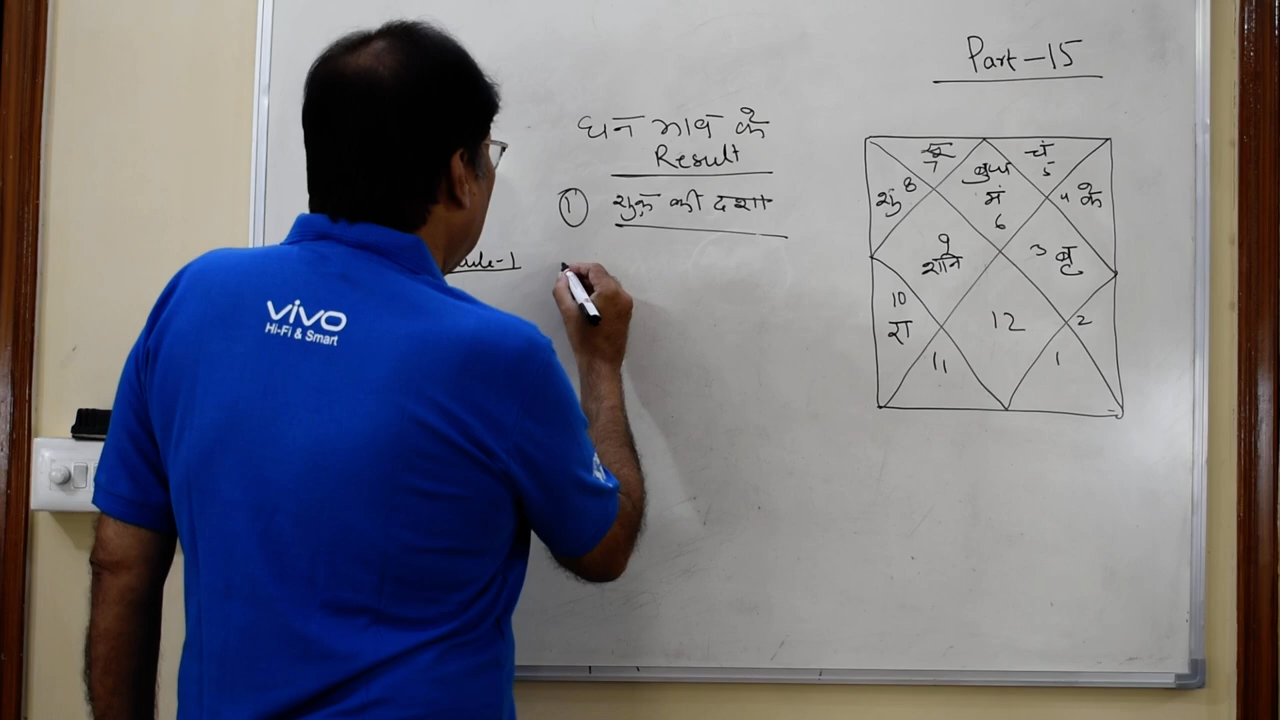 Part-15
धन भाव के
Result
① शुक्र की दशा
Rule-1
vivo
Hi-Fi & Smart
सू
7
चं
5
बुध
मं
6
शु 8
4 के
9
शनि
3
10
रा
12
2
11
1